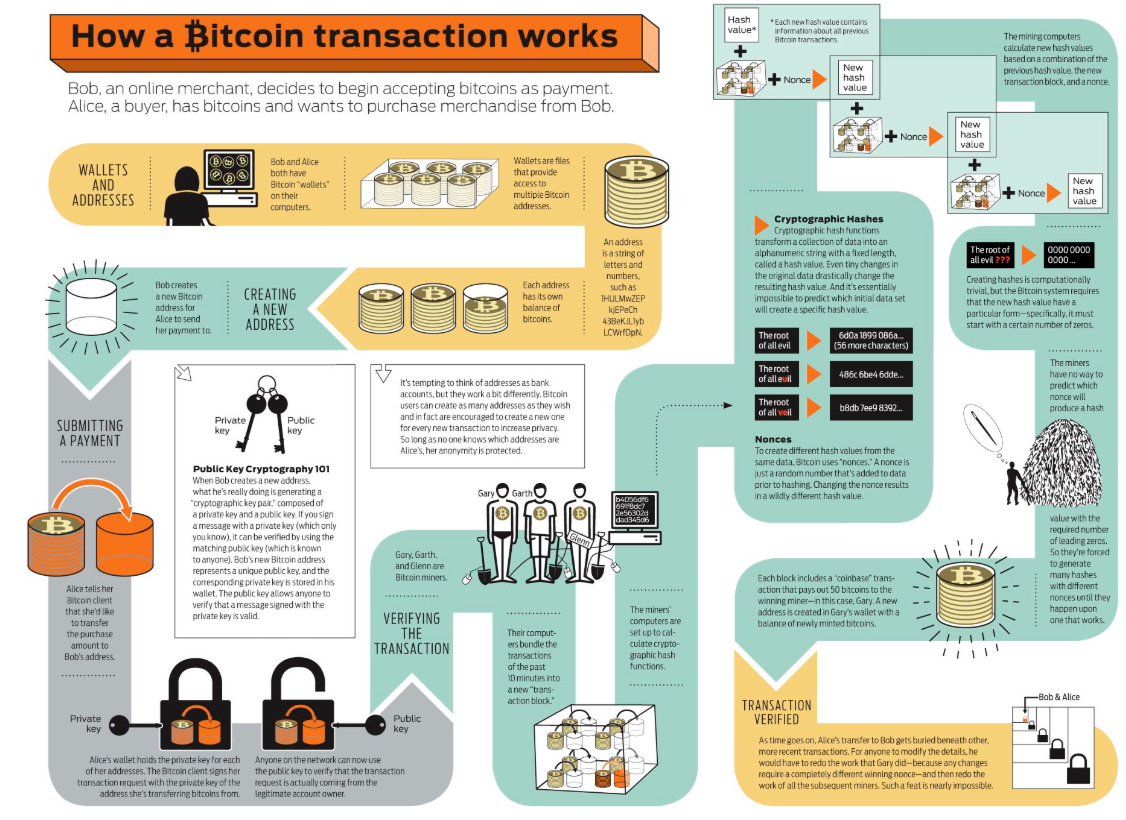 How a Bitcoin transaction works
Bob, an online merchant, decides to begin accepting bitcoins as payment.
Alice, a buyer, has bitcoins and wants to purchase merchandise from Bob.
WALLETS
AND
ADDRESSES
Bob and Alice
both have
Bitcoin “wallets”
on their
computers.
Wallets are files
that provide
access to
multiple Bitcoin
addresses.
An address
is a string of
letters and
numbers,
such as
1HULMwZEP
kjEPeCh
43BeKJL1yb
LCWrfDpN.
Each address
has its own
balance of
bitcoins.
CREATING
A NEW
ADDRESS
Bob creates
a new Bitcoin
address for
Alice to send
her payment to.
SUBMITTING
A PAYMENT
Private
key
Public
key
Public Key Cryptography 101
When Bob creates a new address,
what he’s really doing is generating a
“cryptographic key pair,” composed of
a private key and a public key. If you sign
a message with a private key (which only
you know), it can be verified by using the
matching public key (which is known
to anyone). Bob’s new Bitcoin address
represents a unique public key, and the
corresponding private key is stored in his
wallet. The public key allows anyone to
verify that a message signed with the
private key is valid.
It’s tempting to think of addresses as bank
accounts, but they work a bit differently. Bitcoin
users can create as many addresses as they wish
and in fact are encouraged to create a new one
for every new transaction to increase privacy.
So long as no one knows which addresses are
Alice’s, her anonymity is protected.
Alice tells her
Bitcoin client
that she’d like
to transfer
the purchase
amount to
Bob’s address.
Private
key
Public
key
Alice’s wallet holds the private key for each
of her addresses. The Bitcoin client signs her
transaction request with the private key of the
address she’s transferring bitcoins from.
Anyone on the network can now use
the public key to verify that the transaction
request is actually coming from the
legitimate account owner.
VERIFYING
THE
TRANSACTION
Gary, Garth,
and Glenn are
Bitcoin miners.
Gary
Garth
Glenn
b4056df6
691f8dc7
2e56302d
dad345d6
Their comput-
ers bundle the
transactions
of the past
10 minutes into
a new “trans-
action block.”
The miners’
computers are
set up to cal-
culate crypto-
graphic hash
functions.
Hash
value*
* Each new hash value contains
information about all previous
Bitcoin transactions.
+
+ Nonce
New
hash
value
+
+ Nonce
New
hash
value
+
+ Nonce
New
hash
value
The mining computers
calculate new hash values
based on a combination of the
previous hash value, the new
transaction block, and a nonce.
Cryptographic Hashes
Cryptographic hash functions
transform a collection of data into an
alphanumeric string with a fixed length,
called a hash value. Even tiny changes in
the original data drastically change the
resulting hash value. And it’s essentially
impossible to predict which initial data set
will create a specific hash value.
The root
of all evil
6d0a 1899 086a...
(56 more characters)
The root
of all euil
486c 6be4 6dde...
The root
of all veil
b8db 7ee9 8392...
Nonces
To create different hash values from the
same data, Bitcoin uses “nonces.” A nonce is
just a random number that’s added to data
prior to hashing. Changing the nonce results
in a wildly different hash value.
The root of
all evil ???
0000 0000
0000 ...
Creating hashes is computationally
trivial, but the Bitcoin system requires
that the new hash value have a
particular form—specifically, it must
start with a certain number of zeros.
The miners
have no way to
predict which
nonce will
produce a hash
value with the
required number
of leading zeros.
So they’re forced
to generate
many hashes
with different
nonces until they
happen upon
one that works.
Each block includes a “coinbase” trans-
action that pays out 50 bitcoins to the
winning miner—in this case, Gary. A new
address is created in Gary’s wallet with a
balance of newly minted bitcoins.
TRANSACTION
VERIFIED
As time goes on, Alice’s transfer to Bob gets buried beneath other,
more recent transactions. For anyone to modify the details, he
would have to redo the work that Gary did—because any changes
require a completely different winning nonce—and then redo the
work of all the subsequent miners. Such a feat is nearly impossible.
Bob & Alice